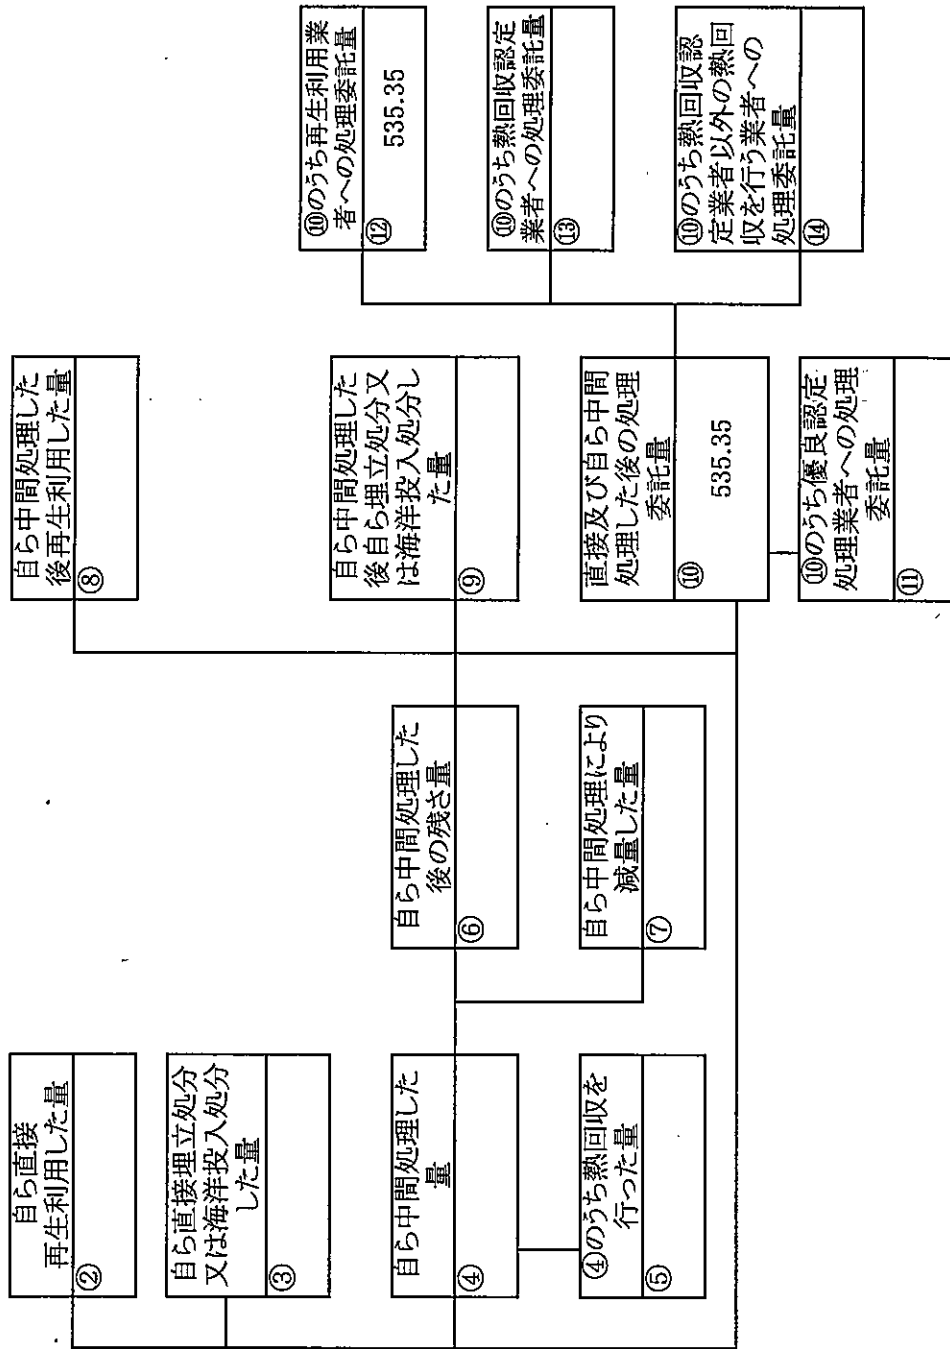 自ら直接
再生利用した量
②
自ら直接埋立処分
又は海洋投入処分
した量
③
自ら中間処理した
量
④
④のうち熱回収を
行った量
⑤
自ら中間処理した
後の残さ量
⑥
自ら中間処理により
減量した量
⑦
自ら中間処理した
後再生利用した量
⑧
自ら中間処理した
後自ら埋立処分又
は海洋投入処分し
た量
⑨
直接及び自ら中間
処理した後の処理
委託量
⑩
535.35
⑩のうち優良認定
処理業者への処理
委託量
⑪
⑩のうち再生利用業
者への処理委託量
⑫
535.35
⑩のうち熱回収認定
業者への処理委託量
⑬
⑩のうち熱回収認
定業者以外の熱回
収を行う業者への
処理委託量
⑭